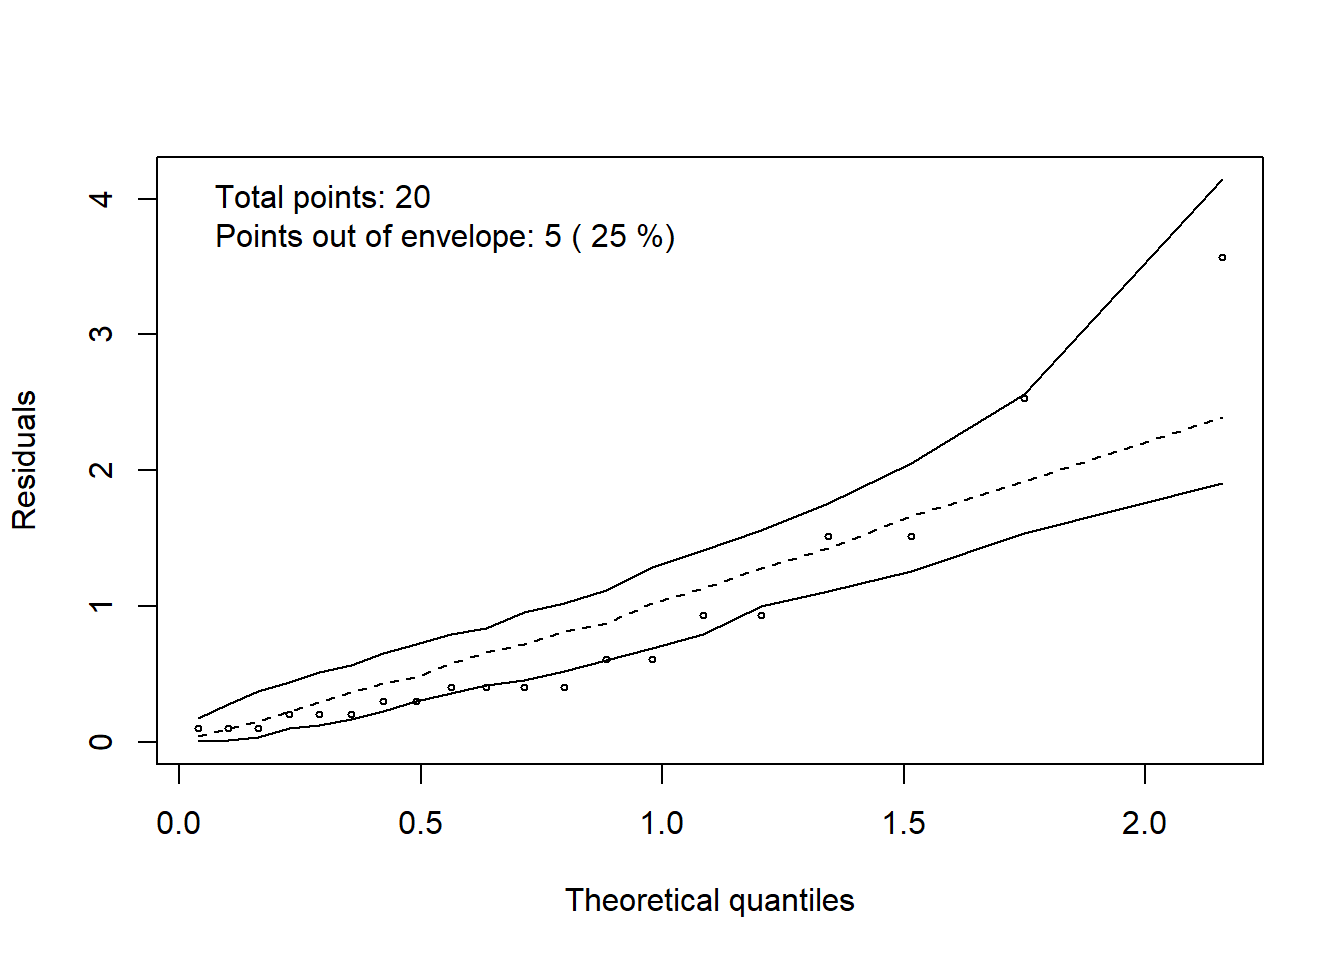 Total points: 20
Points out of envelope: 5 ( 25 %)
4
3
2
1
0
Residuals
0.0 0.5 1.0 1.5 2.0
Theoretical quantiles